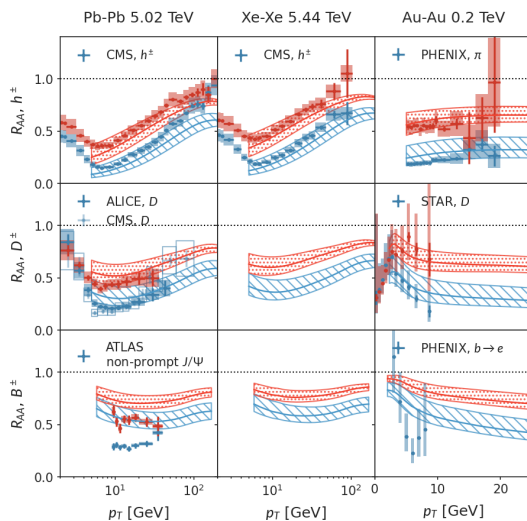 Pb-Pb 5.02 TeV
Xe-Xe 5.44 TeV
Au-Au 0.2 TeV
R_AA, h±
1.0
0.5
0.0
CMS, h±
CMS, h±
PHENIX, π
R_AA, D±
1.0
0.5
0.0
ALICE, D
CMS, D
STAR, D
R_AA, B±
1.0
0.5
0.0
ATLAS
non-prompt J/Ψ
PHENIX, b→e
10¹ 10² 10¹ 10² 0 10 20
p_T [GeV] p_T [GeV] p_T [GeV]